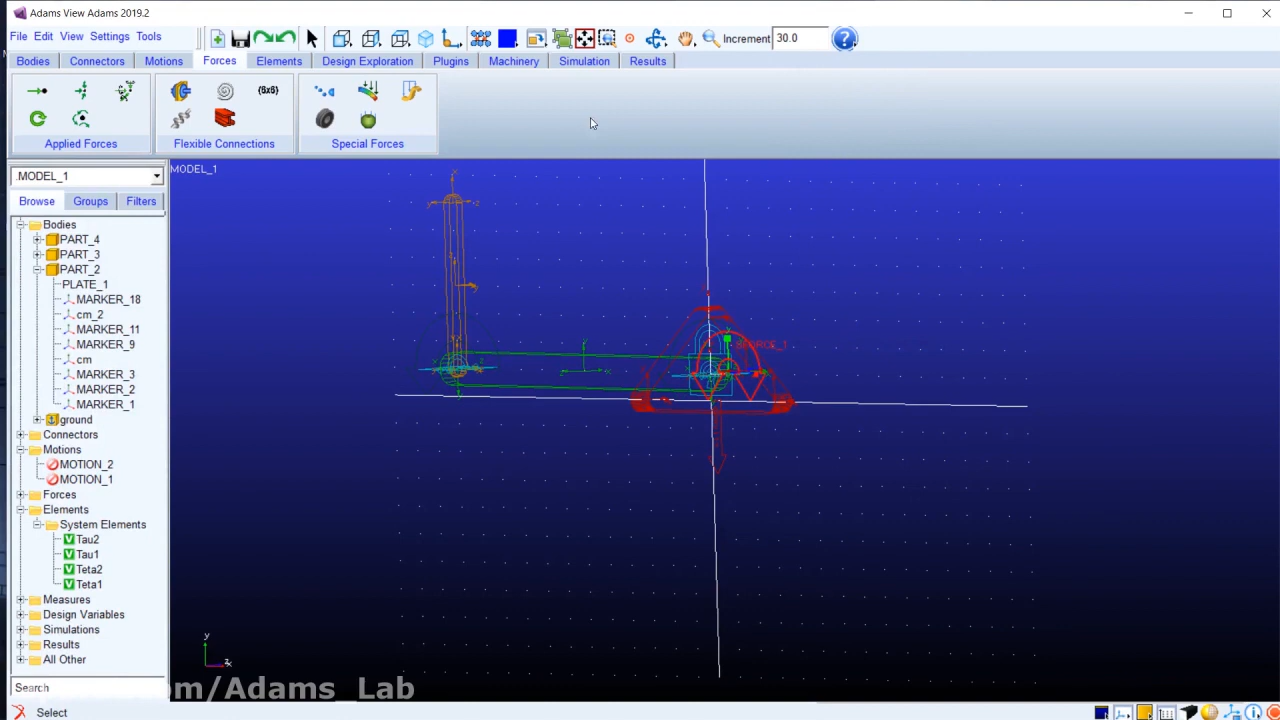 Adams View Adams 2019.2
File Edit View Settings Tools
Increment 30.0
Bodies Connectors Motions Forces Elements Design Exploration Plugins Machinery Simulation Results
(6x6)
Applied Forces Flexible Connections Special Forces
.MODEL_1
MODEL_1
Browse Groups Filters
Bodies
PART_4
PART_3
PART_2
PLATE_1
MARKER_18
cm_2
MARKER_11
MARKER_9
cm
MARKER_3
MARKER_2
MARKER_1
ground
Connectors
Motions
MOTION_2
MOTION_1
Forces
Elements
System Elements
Tau2
Tau1
Teta2
Teta1
Measures
Design Variables
Simulations
Results
All Other
y
Search
om/Adams_Lab
Select